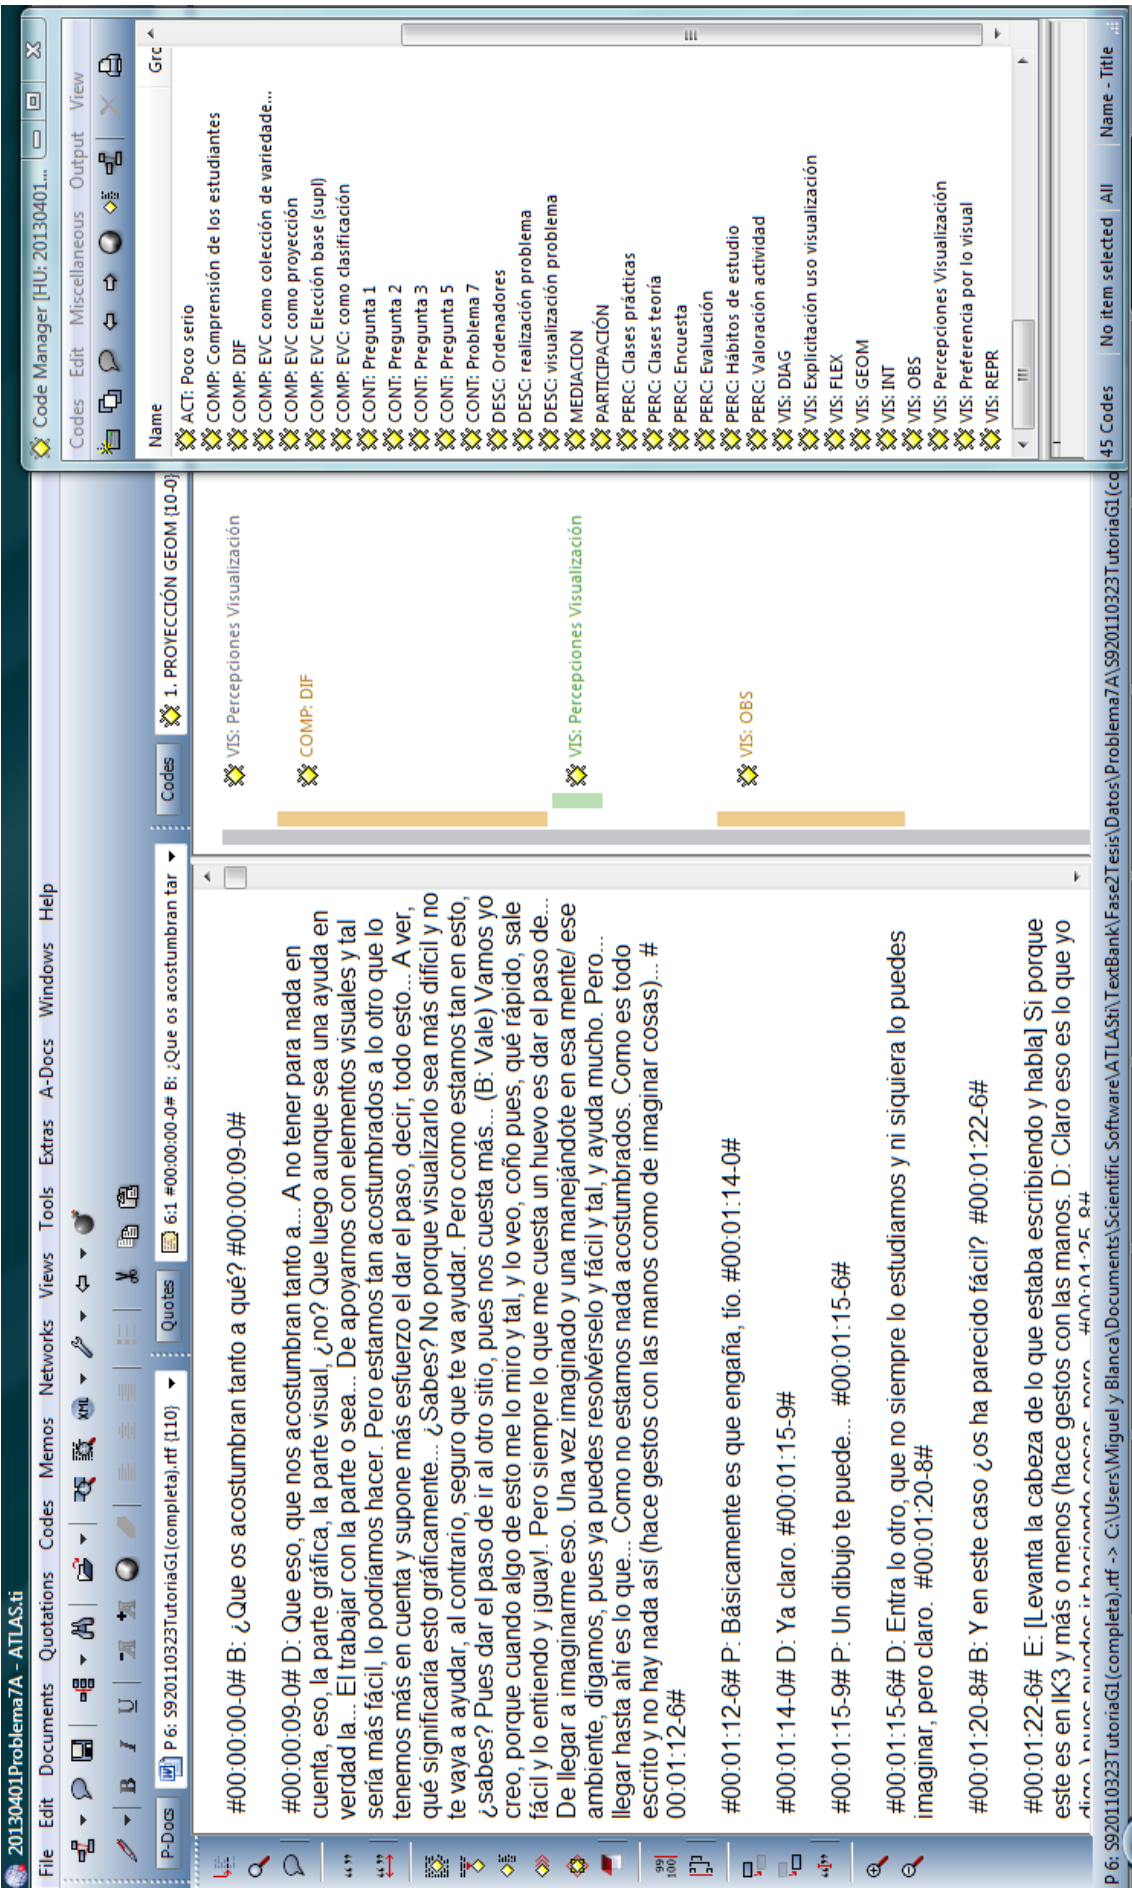 20130401Problema7A - ATLAS.ti
File Edit Documents Quotations Codes Memos Networks Views Tools Extras A-Docs Windows Help
P-Docs P 6: S920110323TutoriaG1(completa).rtf {110} Quotes 6:1 #00:00:00-0# B: ¿Que os acostumbran tar Codes 1. PROYECCIÓN GEOM {10-0}
#00:00:00-0# B: ¿Que os acostumbran tanto a qué? #00:00:09-0#
#00:00:09-0# D: Que eso, que nos acostumbran tanto a... A no tener para nada en
cuenta, eso, la parte gráfica, la parte visual, ¿no? Que luego aunque sea una ayuda en
verdad la... El trabajar con la parte o sea... De apoyarnos con elementos visuales y tal
sería más fácil, lo podríamos hacer. Pero estamos tan acostumbrados a lo otro que lo
tenemos más en cuenta y supone más esfuerzo el dar el paso, decir, todo esto... A ver,
qué significaría esto gráficamente... ¿Sabes? No porque visualizarlo sea más difícil y no
te vaya a ayudar, al contrario, seguro que te va ayudar. Pero como estamos tan en esto,
¿sabes? Pues dar el paso de ir al otro sitio, pues nos cuesta más... (B: Vale) Vamos yo
creo, porque cuando algo de esto me lo miro y tal, y lo veo, coño pues, qué rápido, sale
fácil y lo entiendo y ¡guay!. Pero siempre lo que me cuesta un huevo es dar el paso de...
De llegar a imaginarme eso. Una vez imaginado y una manejándote en esa mente/ ese
ambiente, digamos, pues ya puedes resolvérselo y fácil y tal, y ayuda mucho. Pero...
llegar hasta ahí es lo que... Como no estamos nada acostumbrados. Como es todo
escrito y no hay nada así (hace gestos con las manos como de imaginar cosas)... #
00:01:12-6#
#00:01:12-6# P: Básicamente es que engaña, tío. #00:01:14-0#
#00:01:14-0# D: Ya claro. #00:01:15-9#
#00:01:15-9# P: Un dibujo te puede... #00:01:15-6#
#00:01:15-6# D: Entra lo otro, que no siempre lo estudiamos y ni siquiera lo puedes
imaginar, pero claro. #00:01:20-8#
#00:01:20-8# B: Y en este caso ¿os ha parecido fácil? #00:01:22-6#
#00:01:22-6# E: [Levanta la cabeza de lo que estaba escribiendo y habla] Si porque
este es en lK3 y más o menos (hace gestos con las manos. D: Claro eso es lo que yo
digo.) pues puedes ir haciendo cosas, pero... #00:01:25-8#
VIS: Percepciones Visualización
COMP: DIF
VIS: Percepciones Visualización
VIS: OBS
P 6: S920110323TutoriaG1(completa).rtf -> C:\Users\Miguel y Blanca\Documents\Scientific Software\ATLASti\TextBank\Fase2Tesis\Datos\Problema7A\S920110323TutoriaG1(co
Code Manager [HU: 20130401...
Codes Edit Miscellaneous Output View
Name Grc
ACT: Poco serio
COMP: Comprensión de los estudiantes
COMP: DIF
COMP: EVC como colección de variedade...
COMP: EVC como proyección
COMP: EVC Elección base (supl)
COMP: EVC: como clasificación
CONT: Pregunta 1
CONT: Pregunta 2
CONT: Pregunta 3
CONT: Pregunta 5
CONT: Problema 7
DESC: Ordenadores
DESC: realización problema
DESC: visualización problema
MEDIACION
PARTICIPACIÓN
PERC: Clases prácticas
PERC: Clases teoría
PERC: Encuesta
PERC: Evaluación
PERC: Hábitos de estudio
PERC: Valoración actividad
VIS: DIAG
VIS: Explicitación uso visualización
VIS: FLEX
VIS: GEOM
VIS: INT
VIS: OBS
VIS: Percepciones Visualización
VIS: Preferencia por lo visual
VIS: REPR
45 Codes No item selected All Name - Title